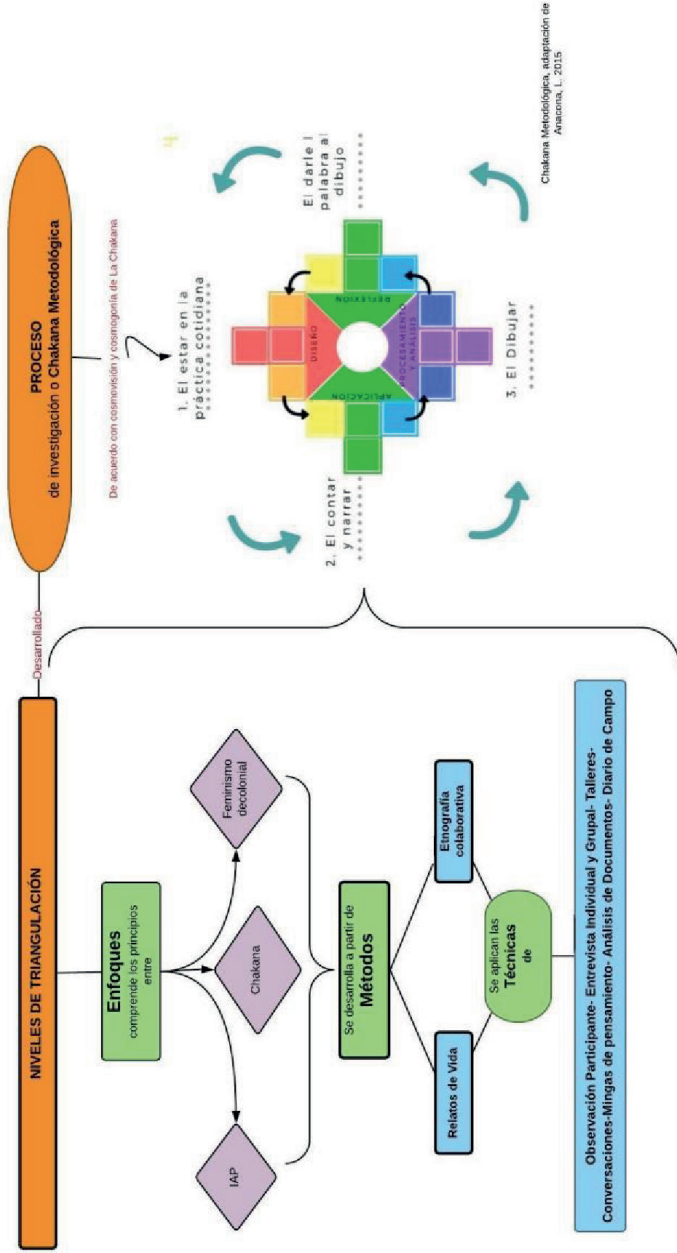 NIVELES DE TRIANGULACIÓN
Desarrollado
PROCESO
de investigación o Chakana Metodológica
De acuerdo con cosmovisión y cosmogonía de La Chakana
Enfoques
comprende los principios
entre
IAP
Chakana
Feminismo
decolonial
Se desarrolla a partir de
Métodos
Relatos de Vida
Etnografía
colaborativa
Se aplican las
Técnicas
de
Observación Participante- Entrevista Individual y Grupal- Talleres-
Conversaciones-Mingas de pensamiento- Análisis de Documentos- Diario de Campo
1. El estar en la
práctica cotidiana
2. El contar
y narrar
3. El Dibujar
4
El darle l
palabra al
dibujo
DISEÑO
APLICACIÓN
PROCESAMIENTO
Y ANÁLISIS
REFLEXIÓN
Chakana Metodológica, adaptación de
Anacona, L. 2015